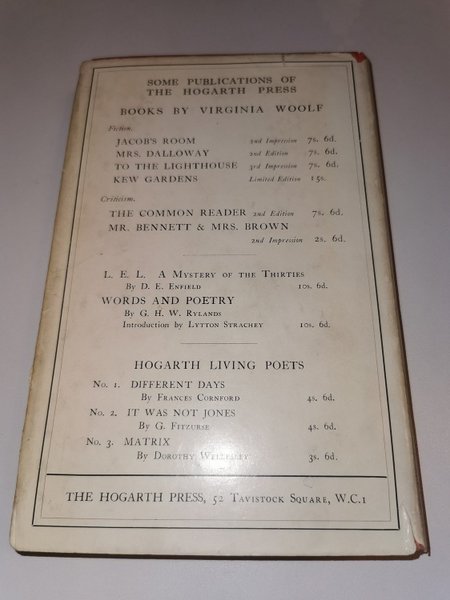 SOME PUBLICATIONS OF
THE HOGARTH PRESS
BOOKS BY VIRGINIA WOOLF
Fiction.
JACOB'S ROOM 2nd Impression 7s. 6d.
MRS. DALLOWAY 2nd Edition 7s. 6d.
TO THE LIGHTHOUSE 3rd Impression 7s. 6d.
KEW GARDENS Limited Edition 15s.
Criticism.
THE COMMON READER 2nd Edition 7s. 6d.
MR. BENNETT & MRS. BROWN
2nd Impression 2s. 6d.
L. E. L. A MYSTERY OF THE THIRTIES
BY D. E. ENFIELD 10s. 6d.
WORDS AND POETRY
BY G. H. W. RYLANDS
Introduction by LYTTON STRACHEY 10s. 6d.
HOGARTH LIVING POETS
No. 1. DIFFERENT DAYS
BY FRANCES CORNFORD 4s. 6d.
No. 2. IT WAS NOT JONES
BY G. FITZURSE 4s. 6d.
No. 3. MATRIX
BY DOROTHY WELLESLEY 3s. 6d.
THE HOGARTH PRESS, 52 TAVISTOCK SQUARE, W.C.1